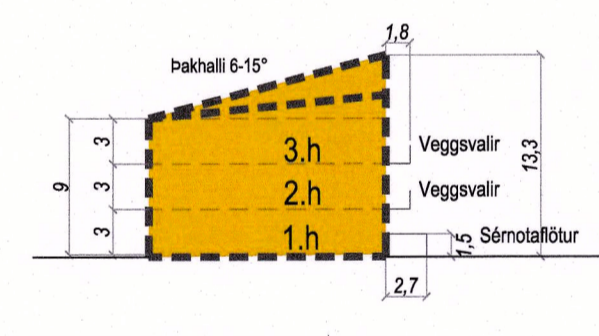 1,8
Þakhalli 6-15°
3
3.h
Veggsvalir
13,3
9
3
2.h
Veggsvalir
3
1.h
1,5
Sérnotaflötur
2,7